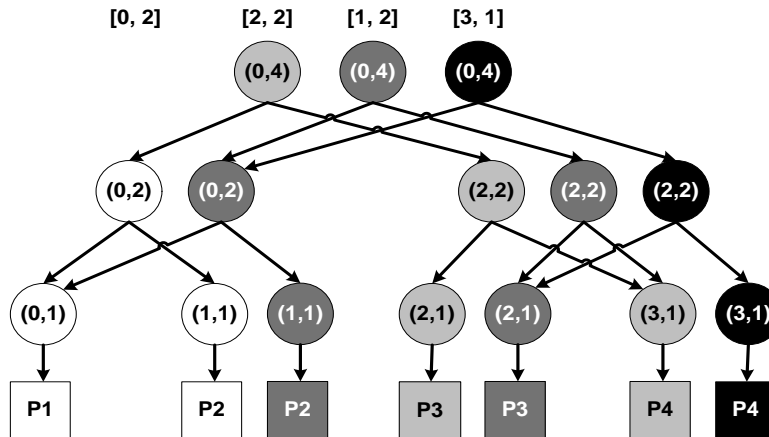 [0, 2] [2, 2] [1, 2] [3, 1]
(0,4) (0,4) (0,4)
(0,2) (0,2) (2,2) (2,2) (2,2)
(0,1) (1,1) (1,1) (2,1) (2,1) (3,1) (3,1)
P1 P2 P2 P3 P3 P4 P4